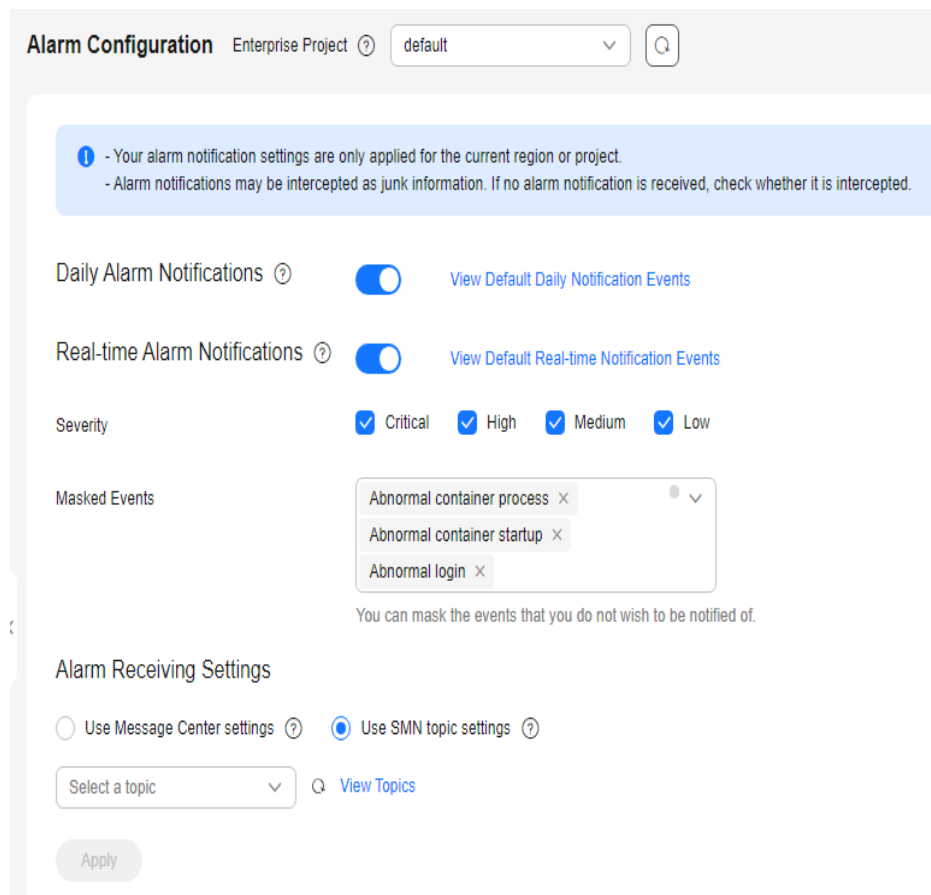 Alarm Configuration Enterprise Project ? default
- Your alarm notification settings are only applied for the current region or project.
- Alarm notifications may be intercepted as junk information. If no alarm notification is received, check whether it is intercepted.
Daily Alarm Notifications ? View Default Daily Notification Events
Real-time Alarm Notifications ? View Default Real-time Notification Events
Severity Critical High Medium Low
Masked Events Abnormal container process ×
Abnormal container startup ×
Abnormal login ×
You can mask the events that you do not wish to be notified of.
Alarm Receiving Settings
Use Message Center settings ? Use SMN topic settings ?
Select a topic View Topics
Apply